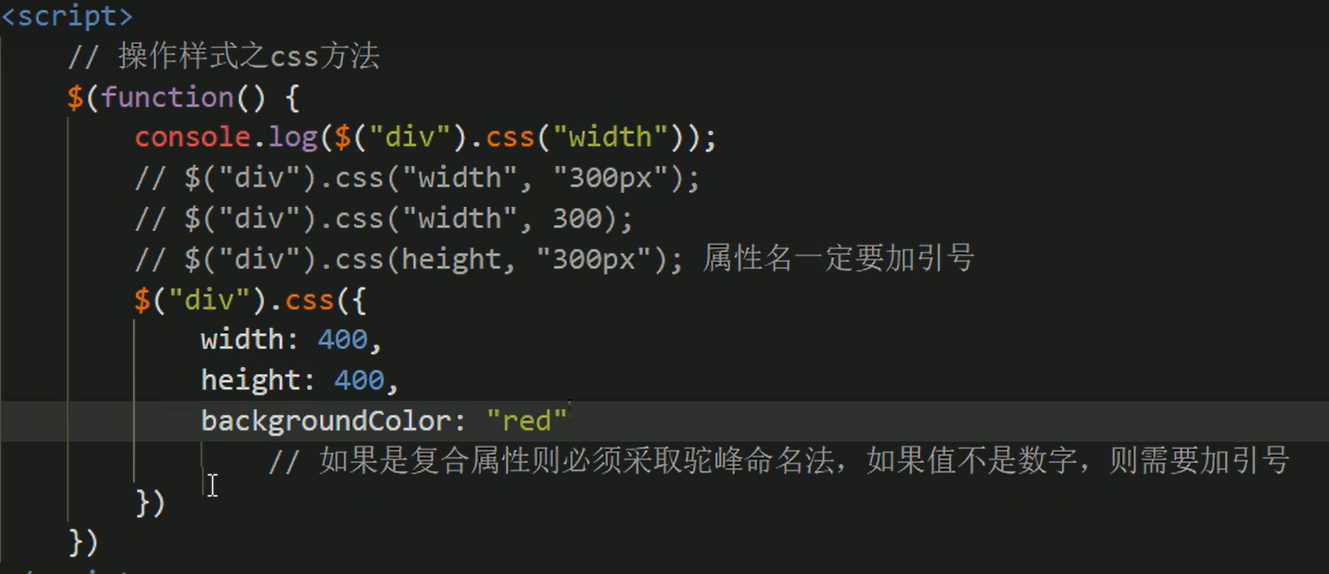 <script>
// 操作样式之css方法
$(function() {
console.log($("div").css("width"));
// $("div").css("width", "300px");
// $("div").css("width", 300);
// $("div").css(height, "300px"); 属性名一定要加引号
$("div").css({
width: 400,
height: 400,
backgroundColor: "red"
// 如果是复合属性则必须采取驼峰命名法，如果值不是数字，则需要加引号
})
})